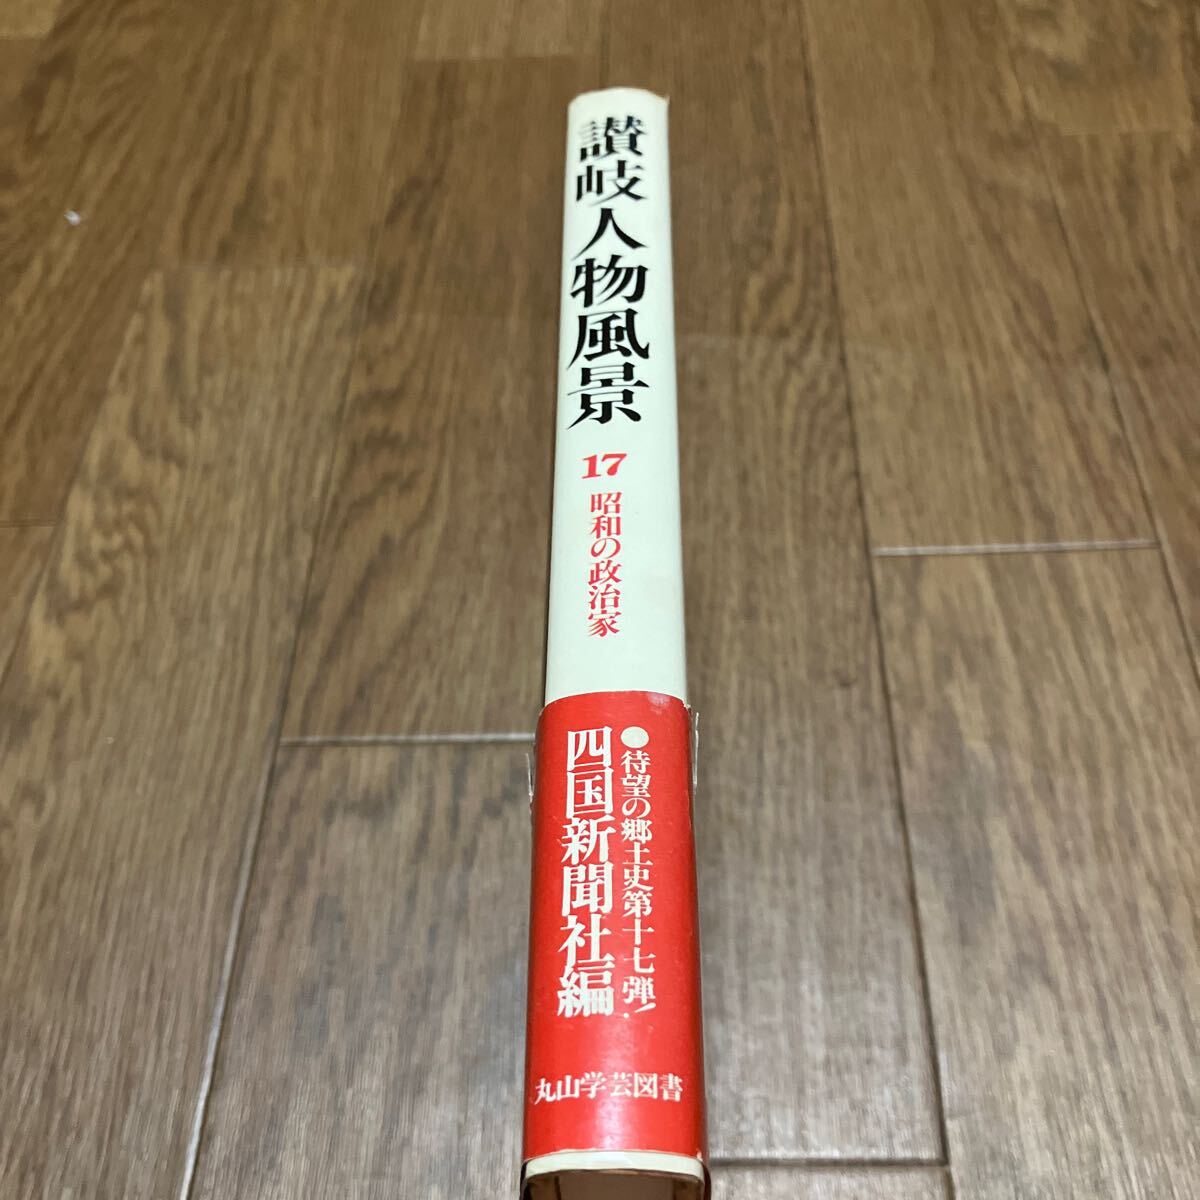 讃岐人物風景
17
昭和の政治家
●待望の郷土史第十七弾!
四国新聞社編
丸山学芸図書